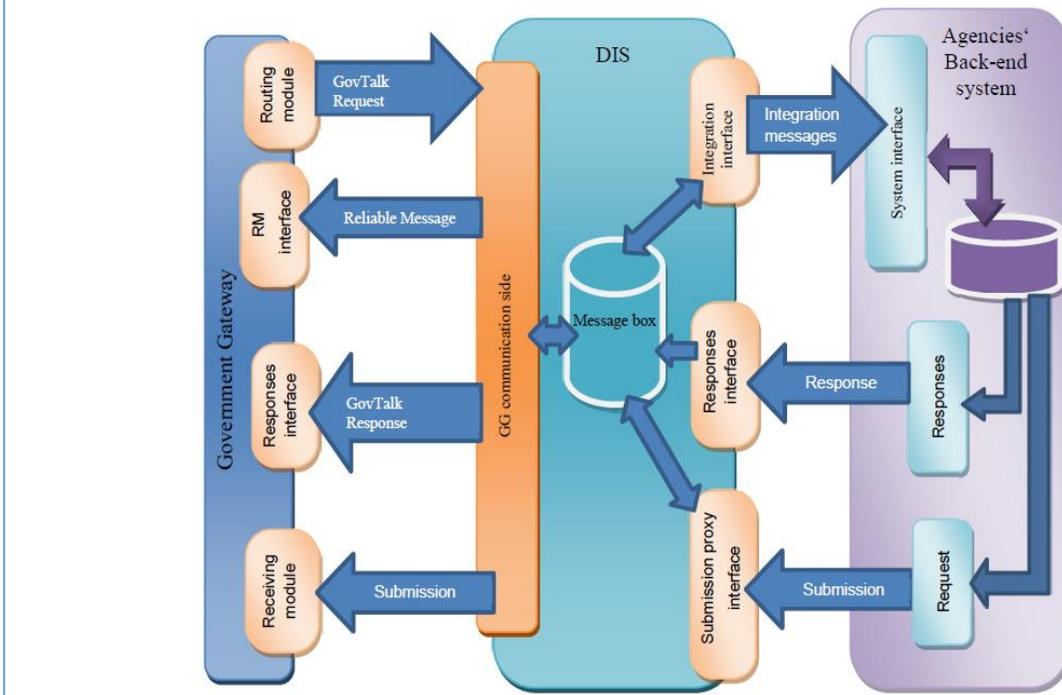 Government Gateway
Routing
module
GovTalk
Request
RM
interface
Reliable Message
Responses
interface
GovTalk
Response
Receiving
module
Submission
GG communication side
DIS
Message box
Integration
interface
Integration
messages
Responses
interface
Response
Submission proxy
interface
Submission
Agencies‘
Back-end
system
System interface
Responses
Request